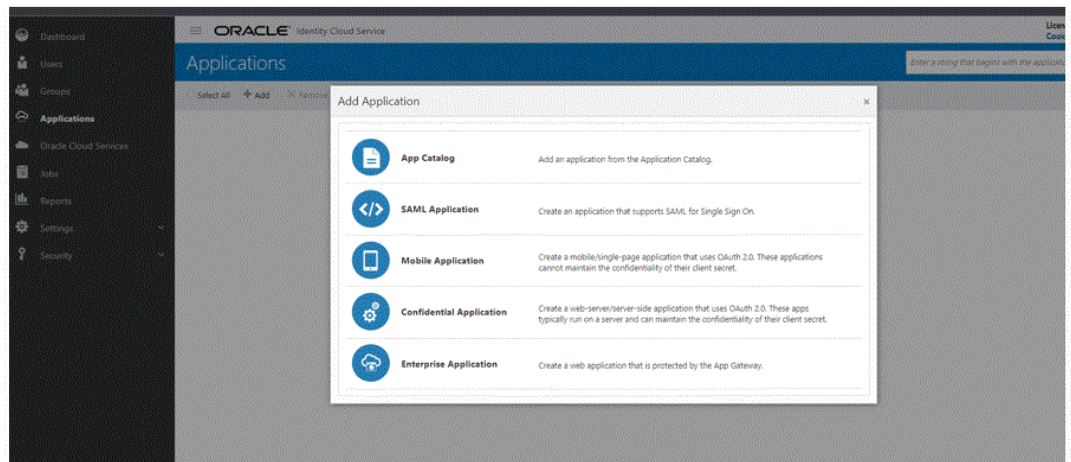 Dashboard
Users
Groups
Applications
Oracle Cloud Services
Jobs
Reports
Settings
Security
ORACLE® Identity Cloud Service
Applications
Enter a string that begins with the
Select All + Add × Remove
Add Application ×
App Catalog Add an application from the Application Catalog.
SAML Application Create an application that supports SAML for Single Sign On.
Mobile Application Create a mobile/single-page application that uses OAuth 2.0. These applications
cannot maintain the confidentiality of their client secret.
Confidential Application Create a web-server/server-side application that uses OAuth 2.0. These apps
typically run on a server and can maintain the confidentiality of their client secret.
Enterprise Application Create a web application that is protected by the App Gateway.